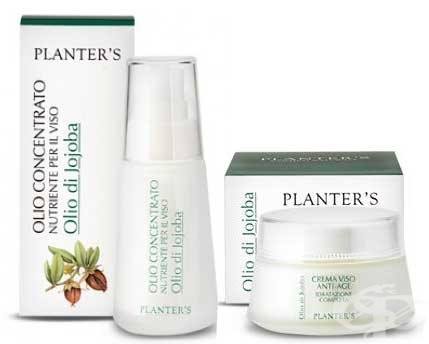 PLANTER'S
OLIO CONCENTRATO
NUTRIENTE PER IL VISO
Olio di Jojoba
OLIO CONCENTRATO
NUTRIENTE PER IL VISO
Olio di Jojoba
PLANTER'S
Olio di Jojoba
PLANTER'S
Olio di Jojoba
CREMA VISO
ANTI-AGE
IDRATAZIONE
COMPLETA
PLANTER'S